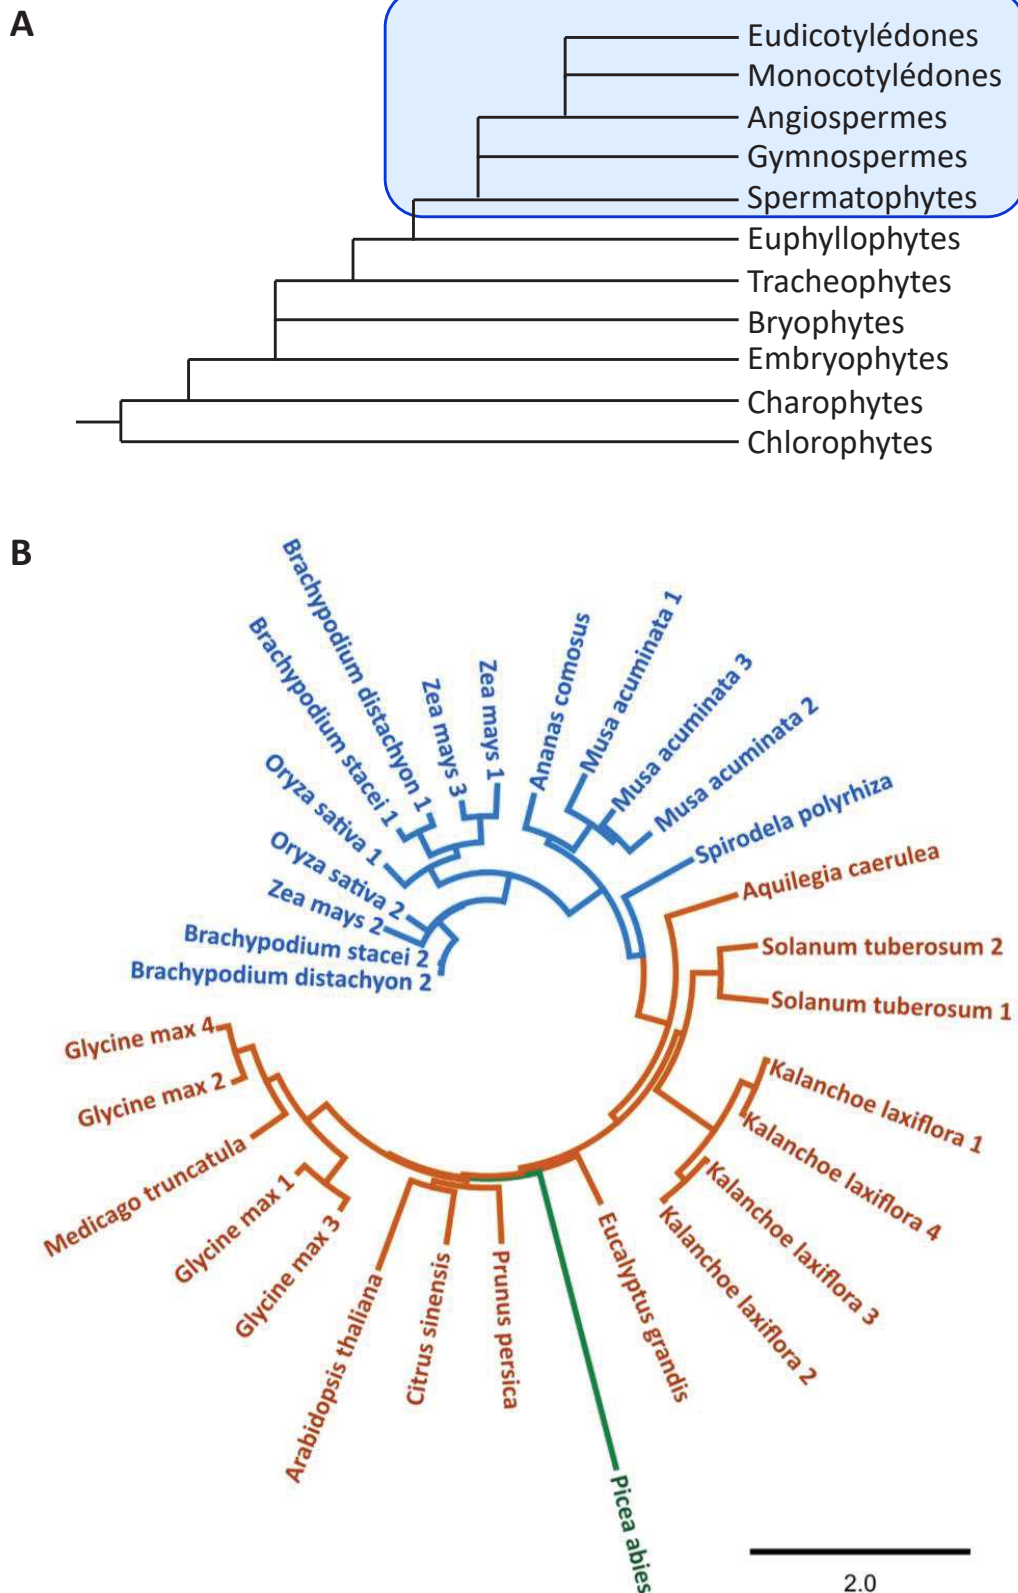 A
Eudicotylédones
Monocotylédones
Angiospermes
Gymnospermes
Spermatophytes
Euphyllophytes
Tracheophytes
Bryophytes
Embryophytes
Charophytes
Chlorophytes
B
Brachypodium distachyon 2
Brachypodium stacei 2
Zea mays 2
Oryza sativa 2
Oryza sativa 1
Brachypodium stacei 1
Brachypodium distachyon 1
Zea mays 3
Zea mays 1
Ananas comosus
Musa acuminata 1
Musa acuminata 3
Musa acuminata 2
Spirodela polyrhiza
Aquilegia caerulea
Solanum tuberosum 2
Solanum tuberosum 1
Kalanchoe laxiflora 1
Kalanchoe laxiflora 4
Kalanchoe laxiflora 3
Kalanchoe laxiflora 2
Eucalyptus grandis
Picea abies
Prunus persica
Citrus sinensis
Arabidopsis thaliana
Glycine max 3
Glycine max 1
Medicago truncatula
Glycine max 2
Glycine max 4
2.0